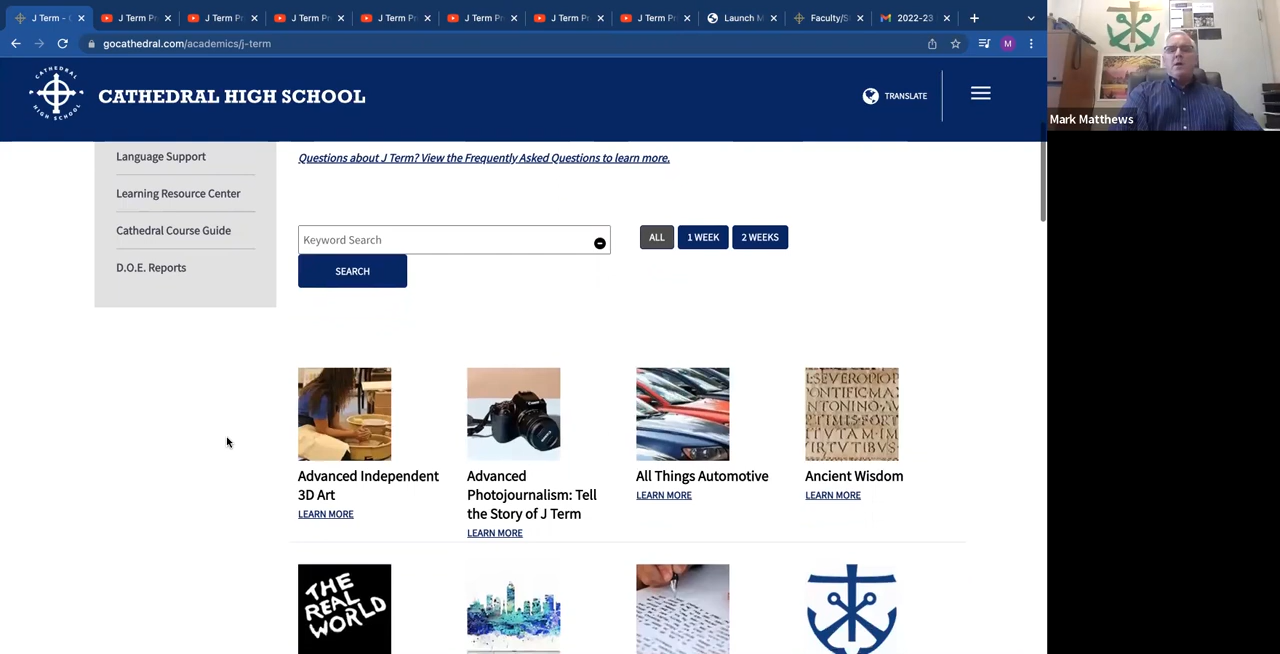 J Term - C
J Term Pr
J Term Pr
J Term Pr
J Term Pr
J Term Pr
J Term Pr
J Term Pr
Launch M
Faculty/S
2022-23
gocathedral.com/academics/j-term
M
CATHEDRAL HIGH SCHOOL
CATHEDRAL HIGH SCHOOL
TRANSLATE
Mark Matthews
Language Support
Learning Resource Center
Cathedral Course Guide
D.O.E. Reports
Questions about J Term? View the Frequently Asked Questions to learn more.
Keyword Search
ALL
1 WEEK
2 WEEKS
SEARCH
Advanced Independent
3D Art
LEARN MORE
Advanced
Photojournalism: Tell
the Story of J Term
LEARN MORE
All Things Automotive
LEARN MORE
Ancient Wisdom
LEARN MORE
THE
REAL
WORLD